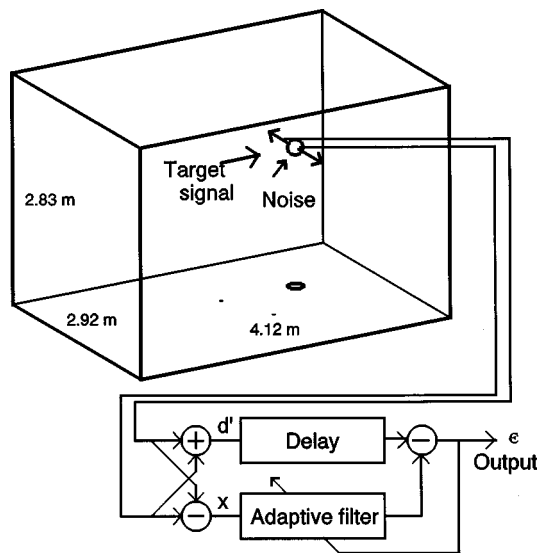 Target
signal
Noise
2.83 m
2.92 m
4.12 m
+
d'
Delay
−
ϵ
Output
−
x
Adaptive filter